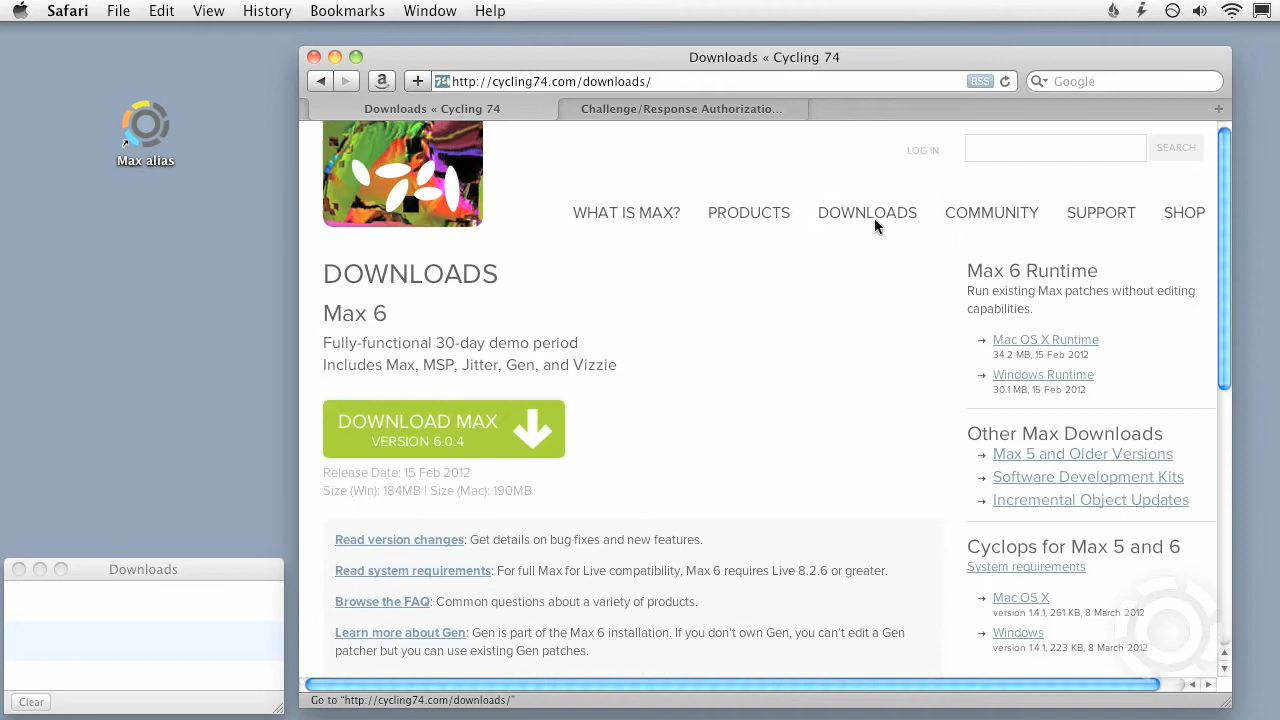 Safari File Edit View History Bookmarks Window Help
Downloads « Cycling 74
http://cycling74.com/downloads/ RSS Google
Downloads « Cycling 74 Challenge/Response Authorizatio...
Max alias
LOG IN SEARCH
WHAT IS MAX? PRODUCTS DOWNLOADS COMMUNITY SUPPORT SHOP
DOWNLOADS
Max 6
Fully-functional 30-day demo period
Includes Max, MSP, Jitter, Gen, and Vizzie
DOWNLOAD MAX
VERSION 6.0.4
Release Date: 15 Feb 2012
Size (Win): 184MB | Size (Mac): 190MB
Read version changes: Get details on bug fixes and new features.
Read system requirements: For full Max for Live compatibility, Max 6 requires Live 8.2.6 or greater.
Browse the FAQ: Common questions about a variety of products.
Learn more about Gen: Gen is part of the Max 6 installation. If you don't own Gen, you can't edit a Gen
patcher but you can use existing Gen patches.
Max 6 Runtime
Run existing Max patches without editing
capabilities.
→ Mac OS X Runtime
34.2 MB, 15 Feb 2012
→ Windows Runtime
30.1 MB, 15 Feb 2012
Other Max Downloads
→ Max 5 and Older Versions
→ Software Development Kits
→ Incremental Object Updates
Cyclops for Max 5 and 6
System requirements
→ Mac OS X
version 1.4.1, 261 KB, 8 March 2012
→ Windows
version 1.4.1, 223 KB, 8 March 2012
Downloads
Clear
Go to "http://cycling74.com/downloads/"